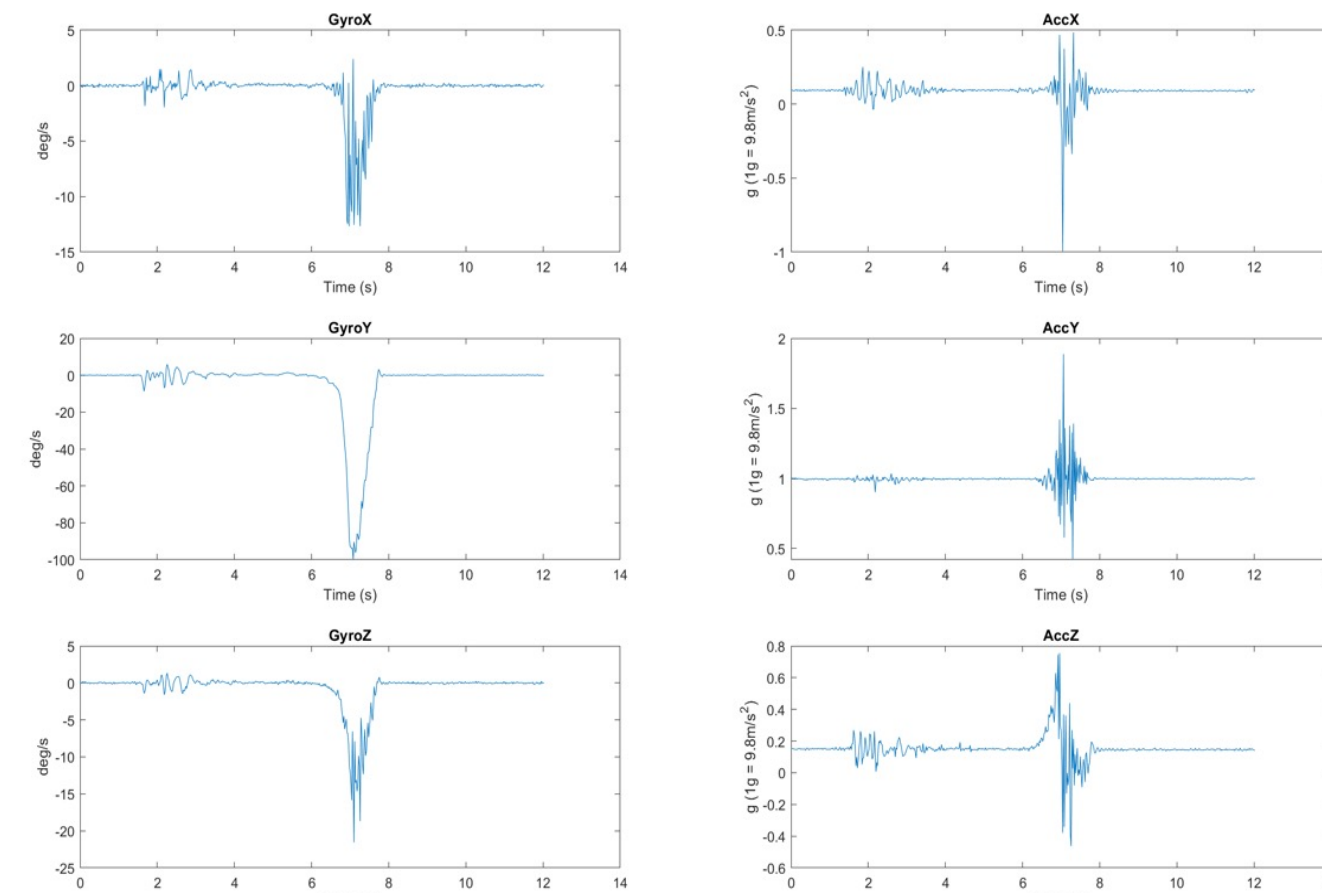 GyroX
5
0
-5
-10
-15
deg/s
0 2 4 6 8 10 12 14
Time (s)
AccX
0.5
0
-0.5
-1
g (1g = 9.8m/s²)
0 2 4 6 8 10 12
Time (s)
GyroY
20
0
-20
-40
-60
-80
-100
deg/s
0 2 4 6 8 10 12 14
Time (s)
AccY
2
1.5
1
0.5
g (1g = 9.8m/s²)
0 2 4 6 8 10 12
Time (s)
GyroZ
5
0
-5
-10
-15
-20
-25
deg/s
0 2 4 6 8 10 12 14
AccZ
0.8
0.6
0.4
0.2
0
-0.2
-0.4
-0.6
g (1g = 9.8m/s²)
0 2 4 6 8 10 12